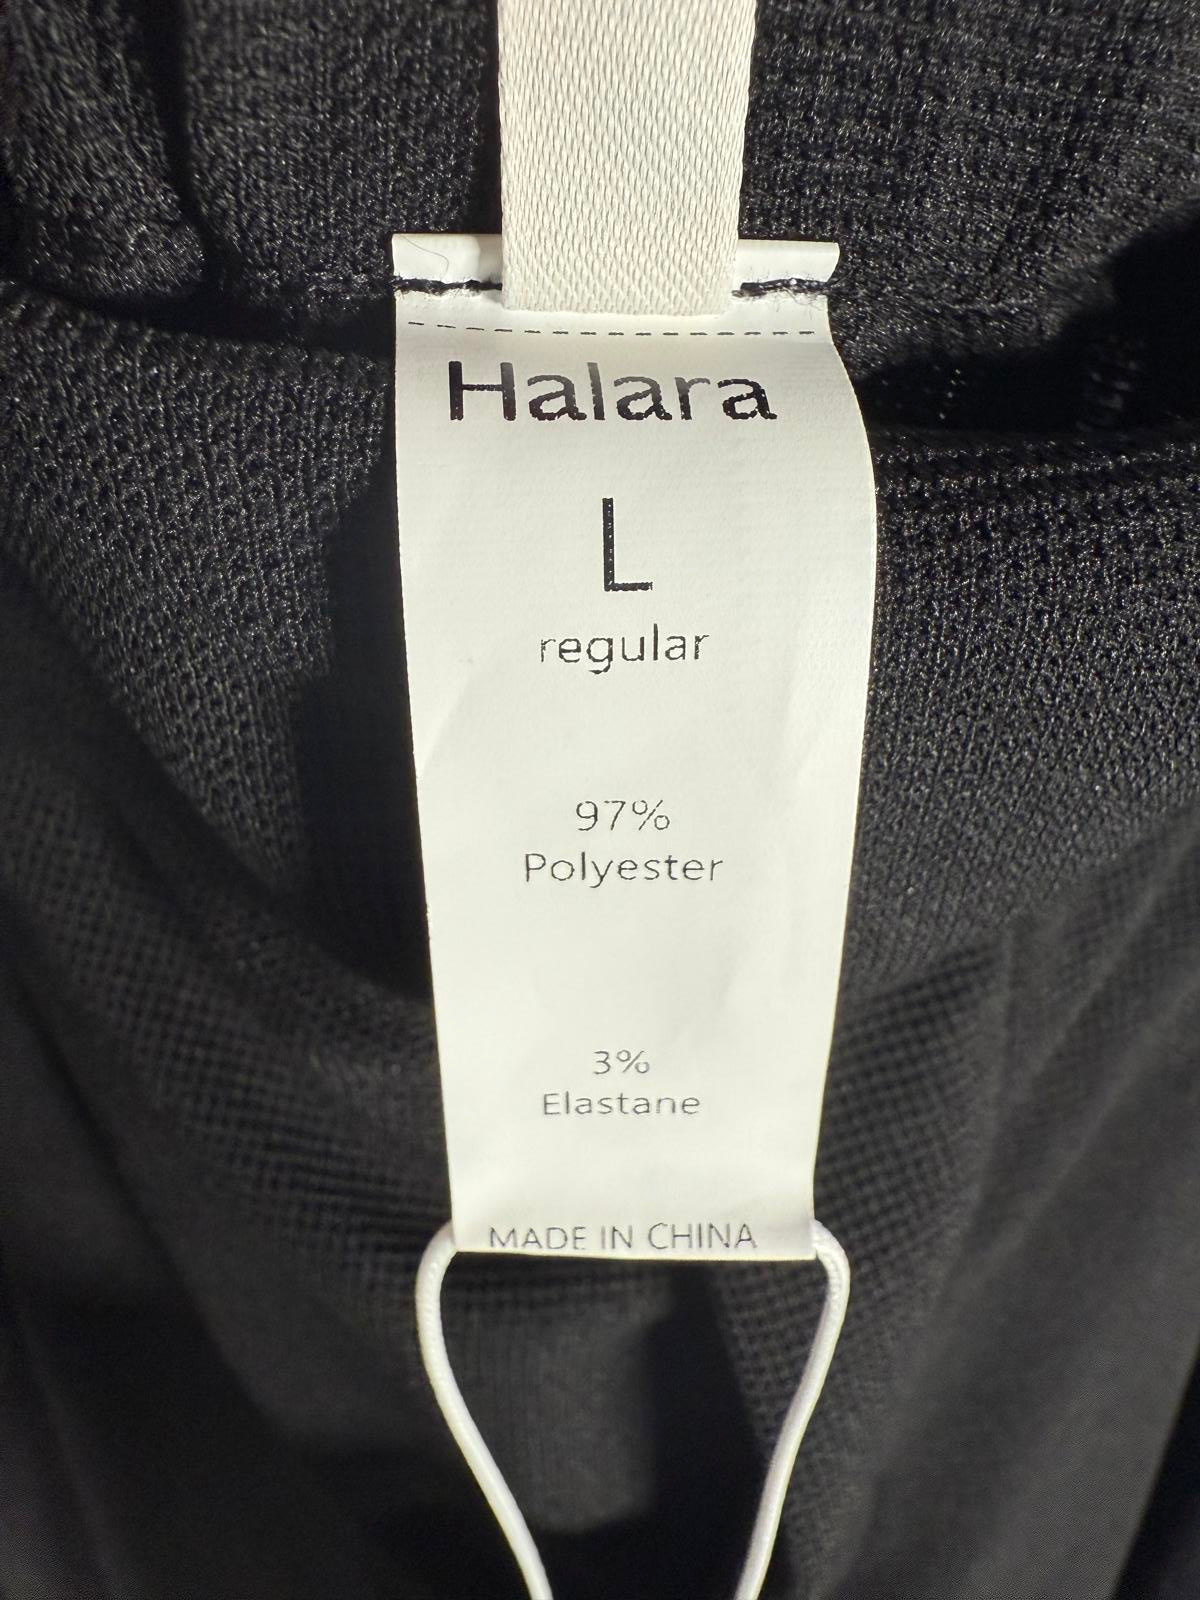 Halara
L
regular
97%
Polyester
3%
Elastane
MADE IN CHINA